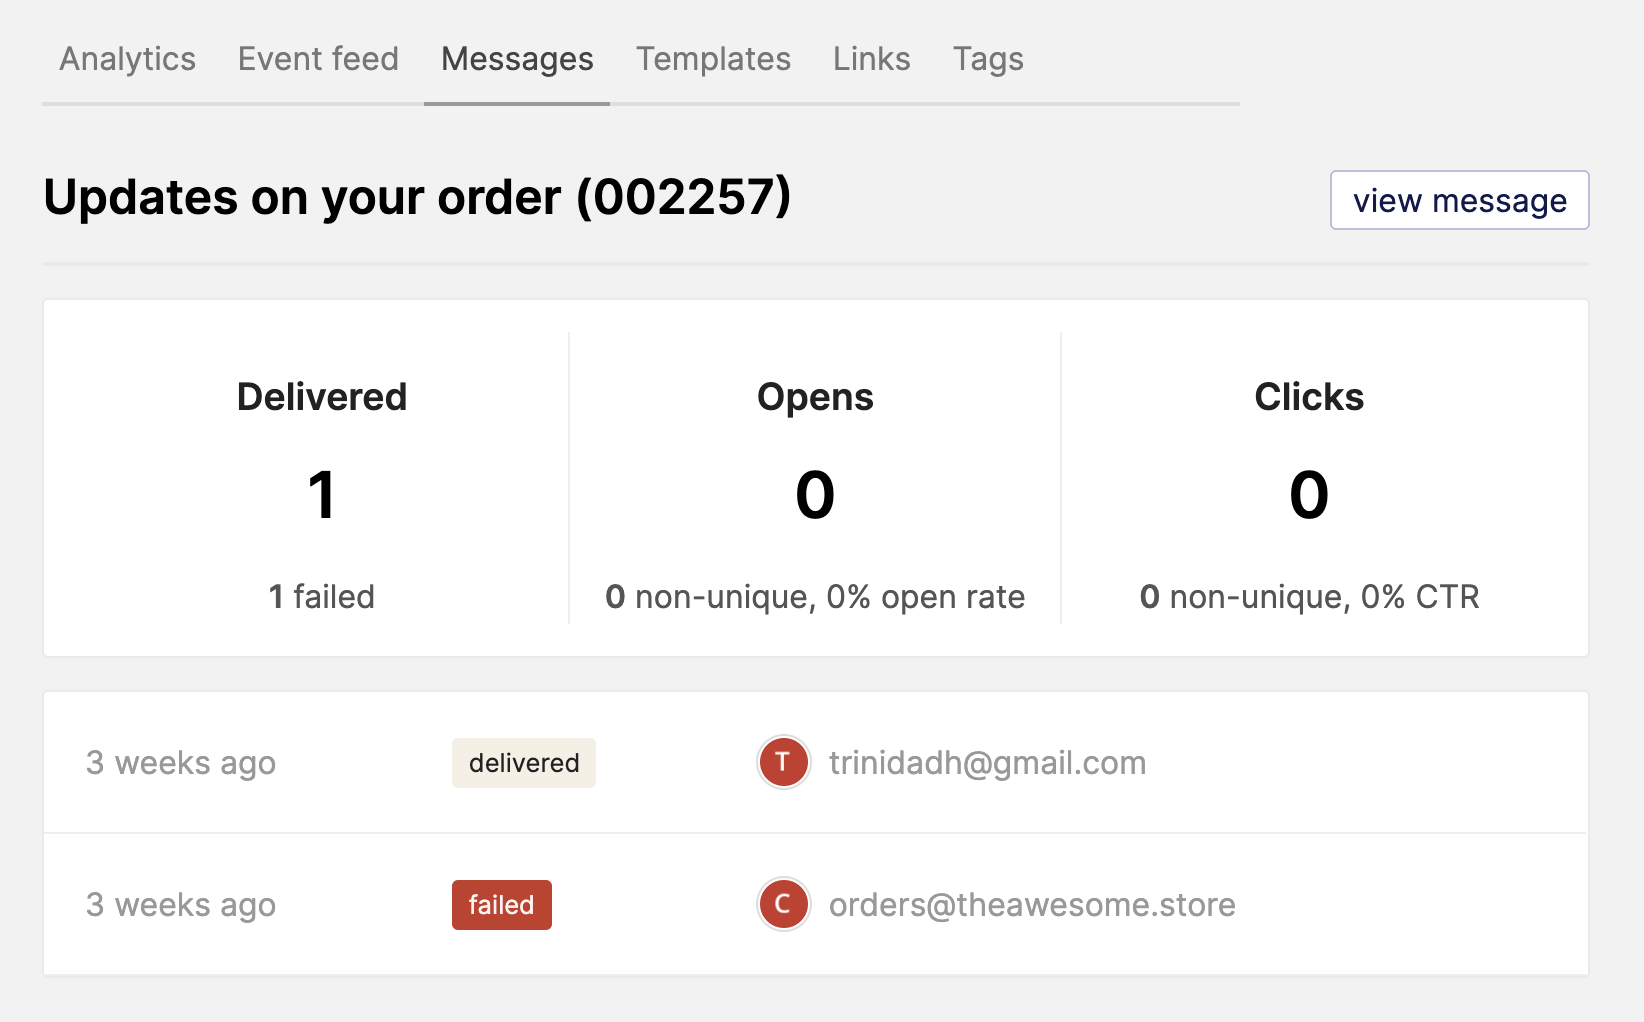 Analytics Event feed Messages Templates Links Tags
Updates on your order (002257)
view message
Delivered
1
1 failed
Opens
0
0 non-unique, 0% open rate
Clicks
0
0 non-unique, 0% CTR
3 weeks ago delivered T trinidadh@gmail.com
3 weeks ago failed C orders@theawesome.store